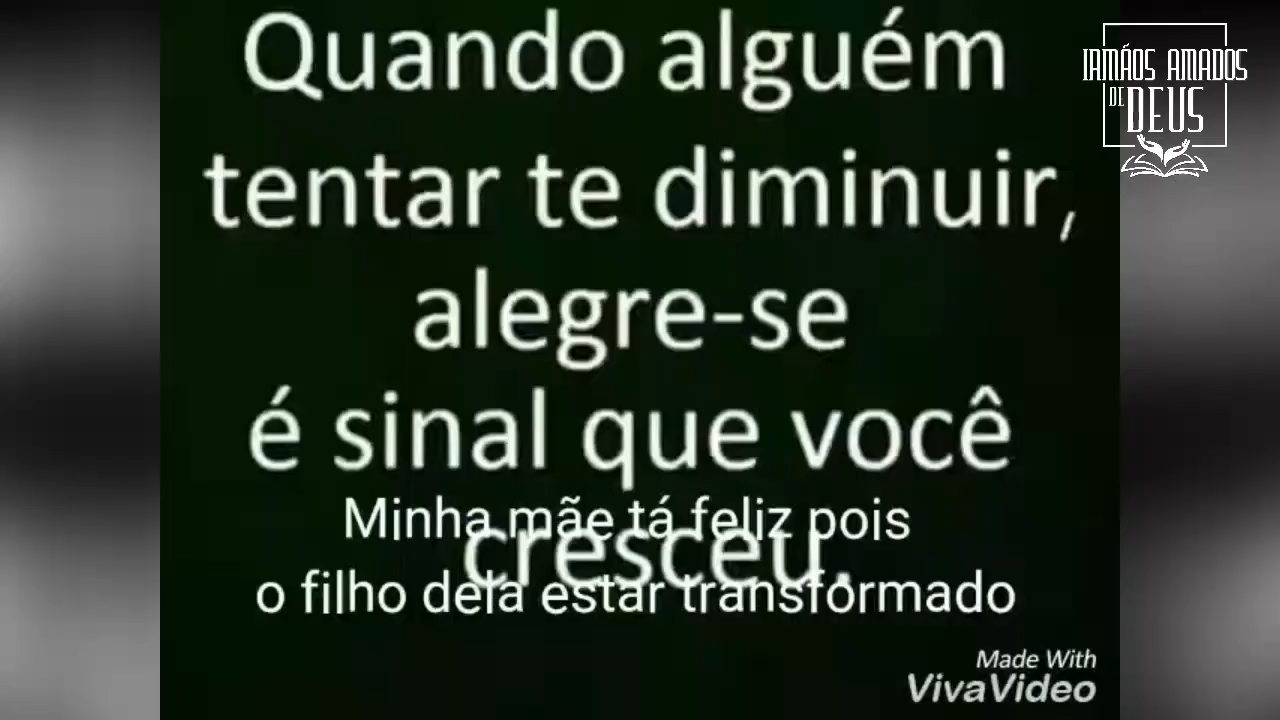 Quando alguém
tentar te diminuir,
alegre-se
é sinal que você
cresceu.
Minha mãe tá feliz pois
o filho dela estar transformado
IRMÃOS AMADOS
DE DEUS
Made With
VivaVideo